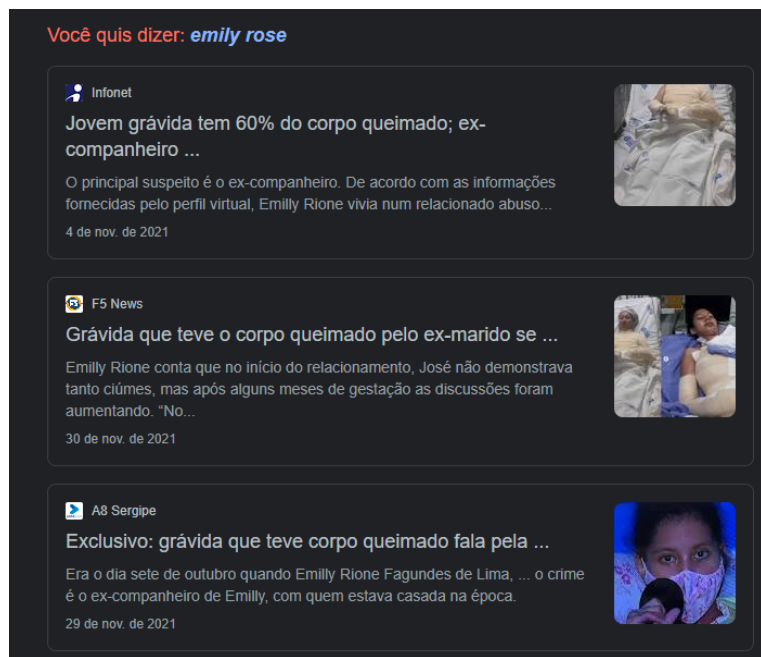 Você quis dizer: emily rose
Infonet
Jovem grávida tem 60% do corpo queimado; ex-
companheiro ...
O principal suspeito é o ex-companheiro. De acordo com as informações
fornecidas pelo perfil virtual, Emilly Rione vivia num relacionado abuso...
4 de nov. de 2021
F5 News
Grávida que teve o corpo queimado pelo ex-marido se ...
Emilly Rione conta que no início do relacionamento, José não demonstrava
tanto ciúmes, mas após alguns meses de gestação as discussões foram
aumentando. “No...
30 de nov. de 2021
A8 Sergipe
Exclusivo: grávida que teve corpo queimado fala pela ...
Era o dia sete de outubro quando Emilly Rione Fagundes de Lima, ... o crime
é o ex-companheiro de Emilly, com quem estava casada na época.
29 de nov. de 2021